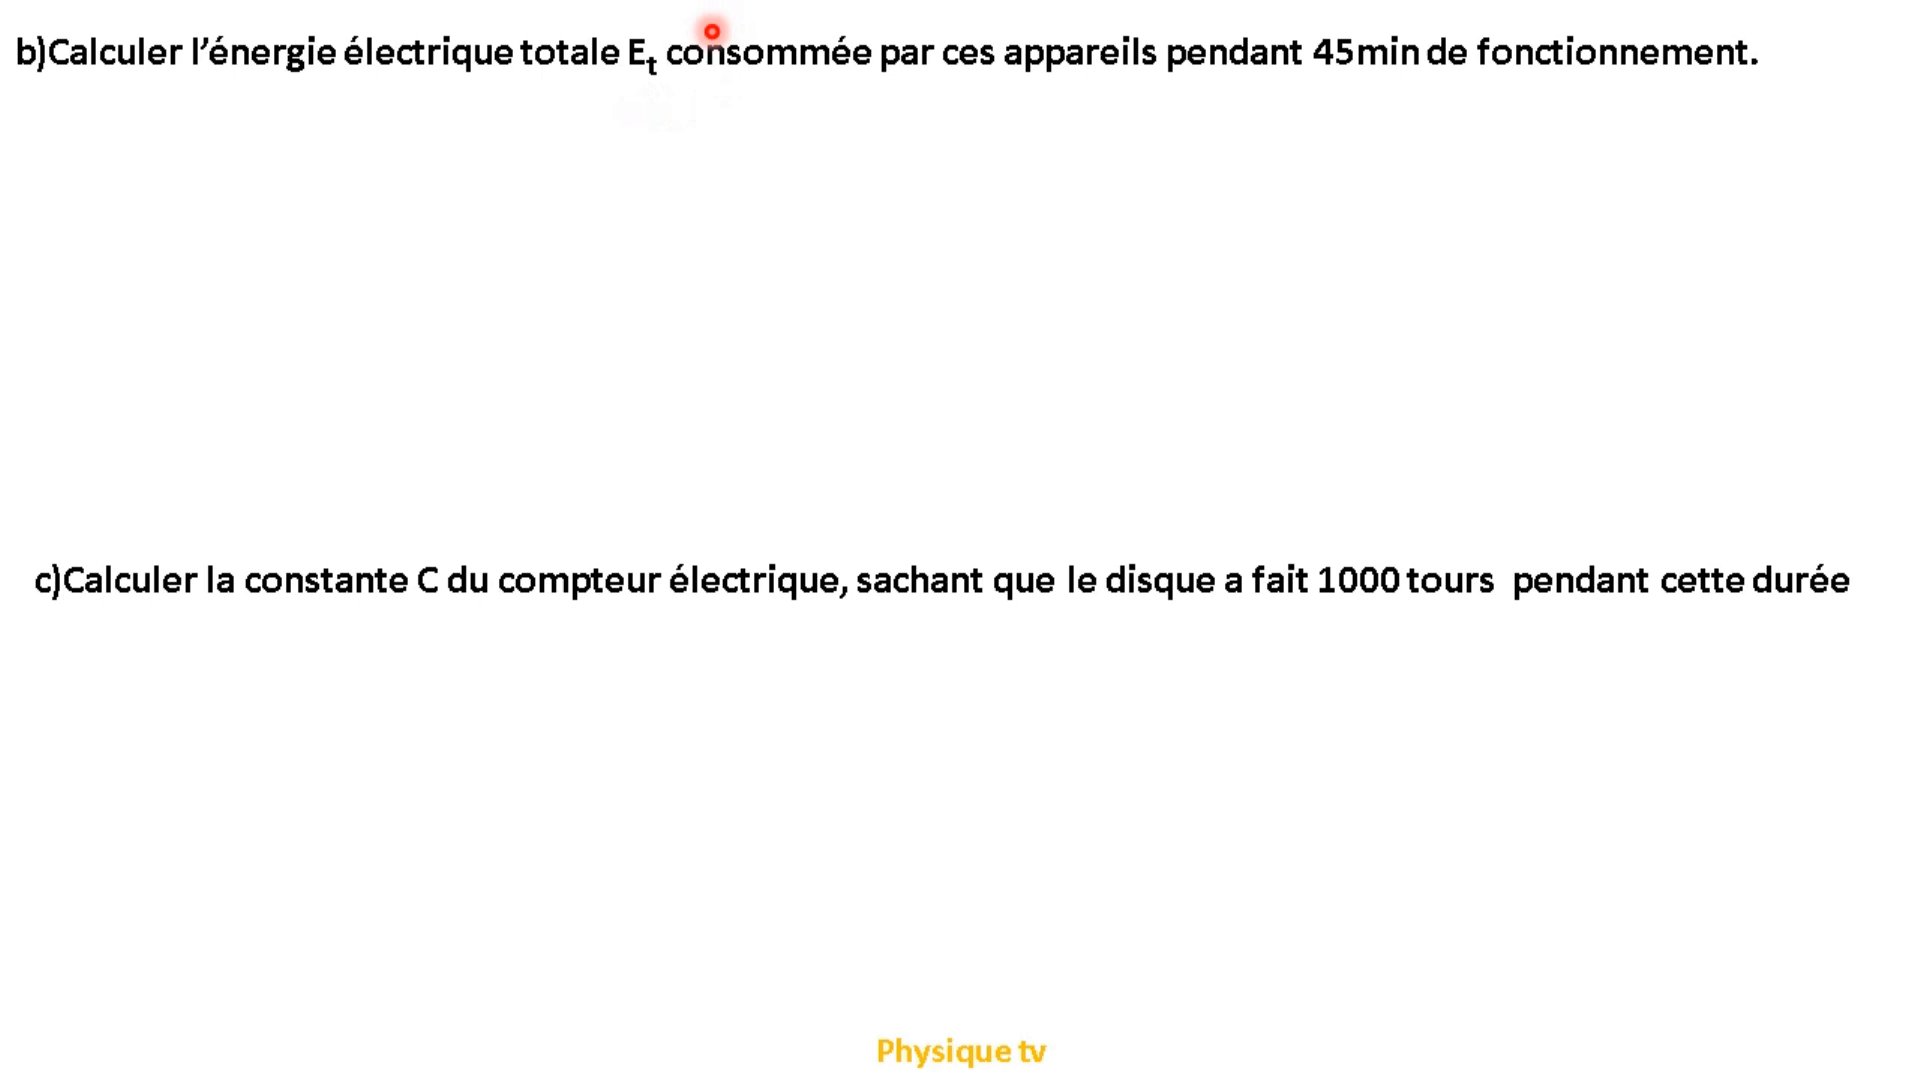 b)Calculer l’énergie électrique totale Et consommée par ces appareils pendant 45min de fonctionnement.
c)Calculer la constante C du compteur électrique, sachant que le disque a fait 1000 tours pendant cette durée
Physique tv